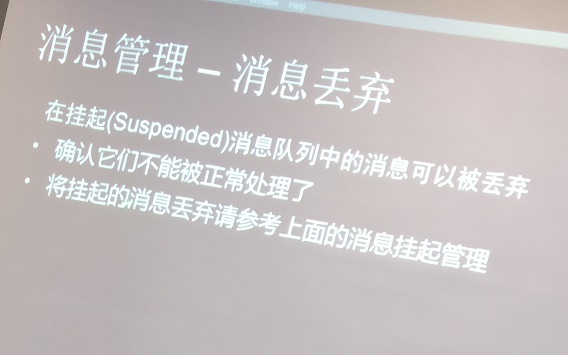 Window Help
消息管理 – 消息丢弃
在挂起(Suspended)消息队列中的消息可以被丢弃
• 确认它们不能被正常处理了
• 将挂起的消息丢弃请参考上面的消息挂起管理